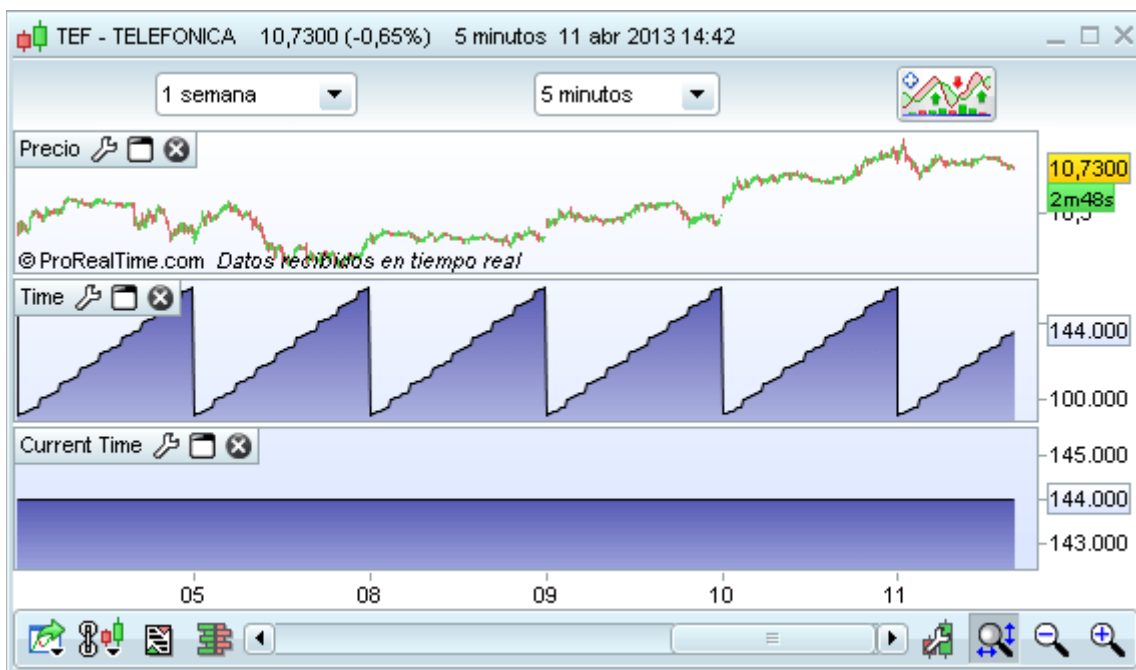 TEF - TELEFONICA 10,7300 (-0,65%) 5 minutos 11 abr 2013 14:42
1 semana 5 minutos
Precio
10,7300
2m48s
10,5
© ProRealTime.com Datos recibidos en tiempo real
Time
144.000
100.000
Current Time
145.000
144.000
143.000
05 08 09 10 11